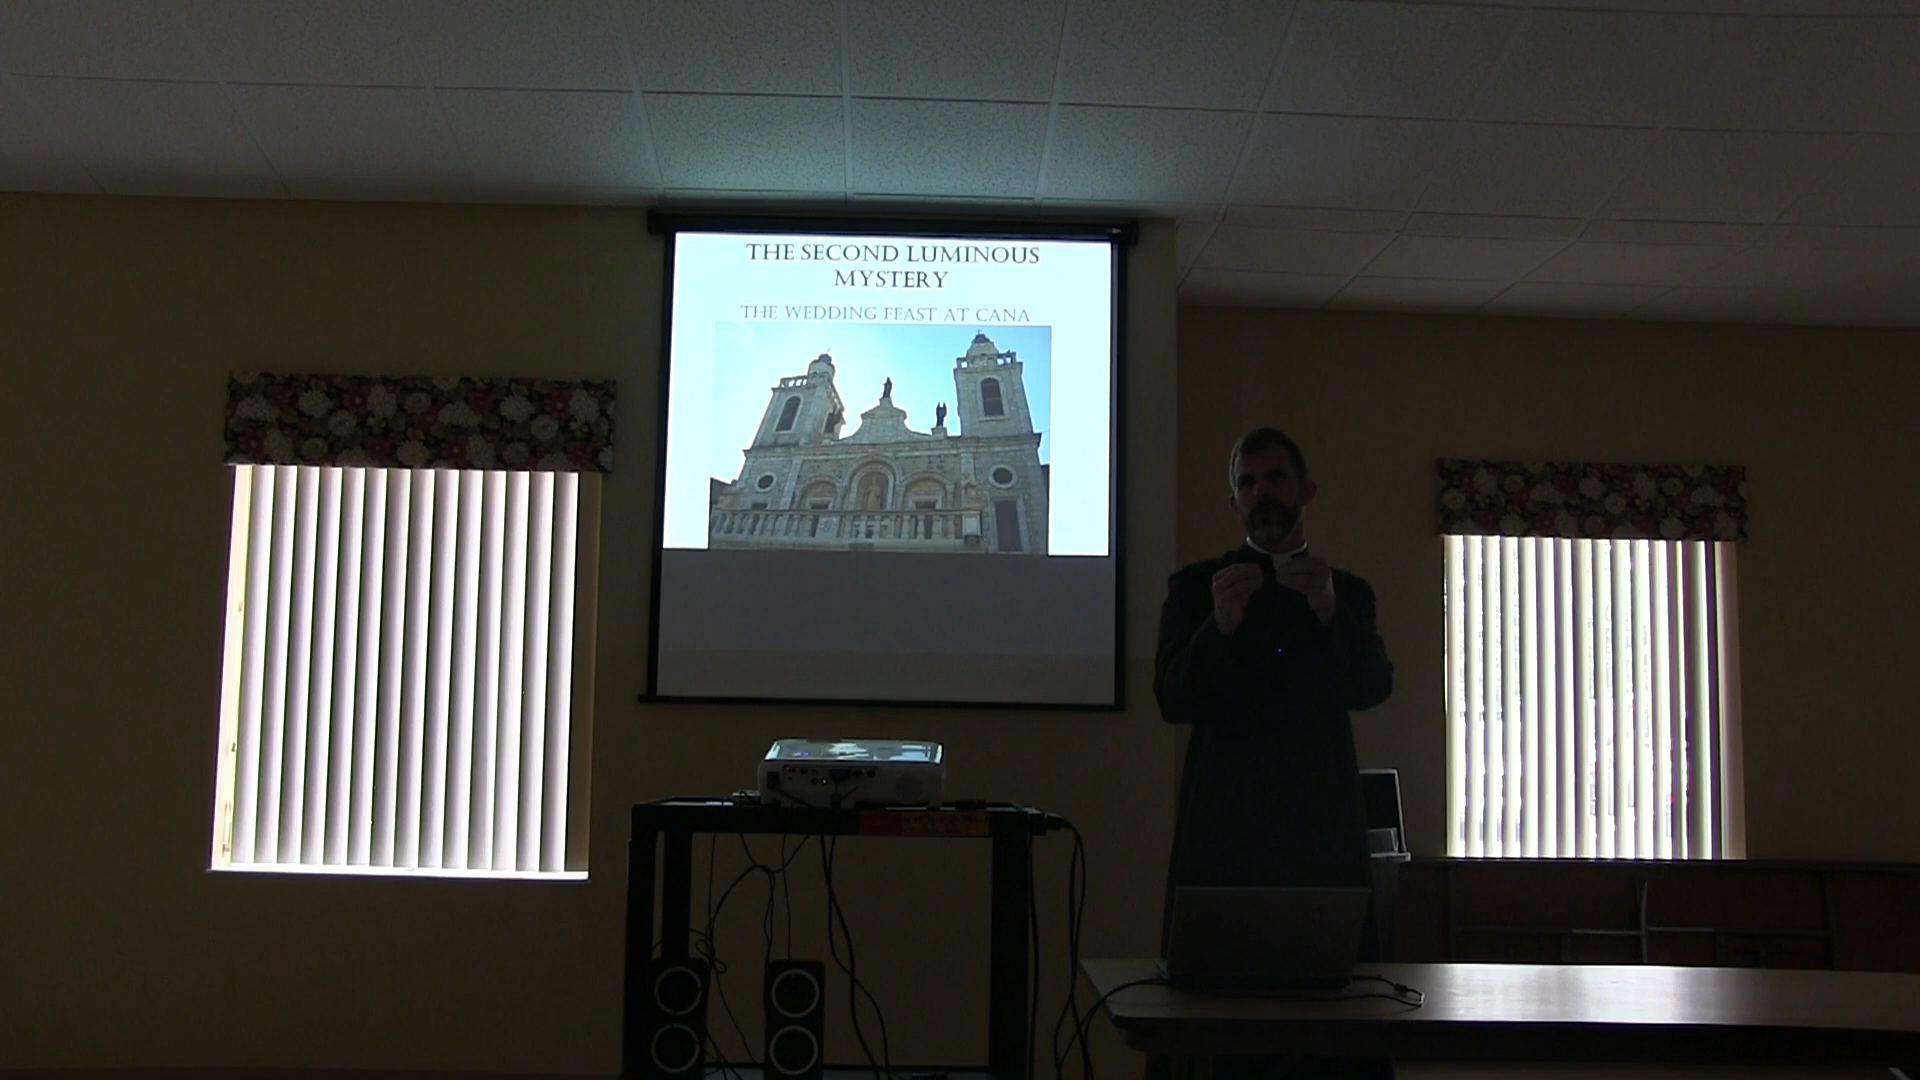 THE SECOND LUMINOUS
MYSTERY
THE WEDDING FEAST AT CANA